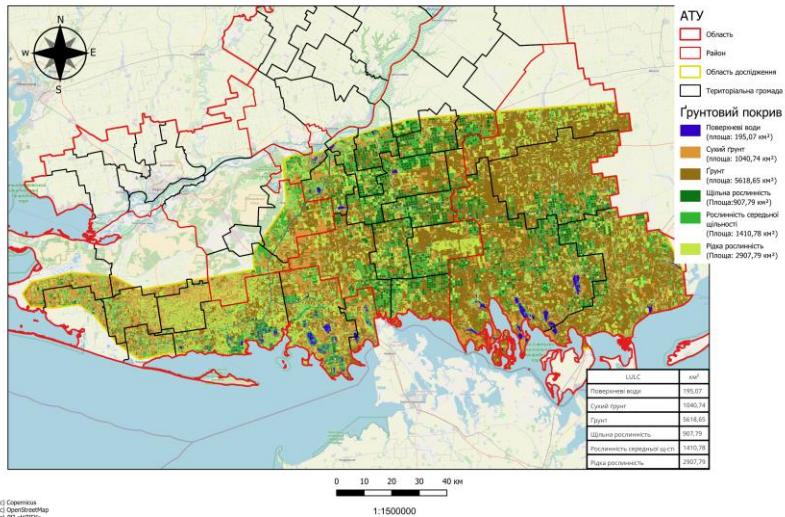 N
W E
S
АТУ
Область
Район
Область дослідження
Територіальна громада
Ґрунтовий покрив
Поверхневі води
(площа: 195,07 км²)
Сухий ґрунт
(площа: 1040,74 км²)
Ґрунт
(площа: 5618,65 км²)
Щільна рослинність
(Площа:907,79 км²)
Рослинність середньої
щільності
(Площа: 1410,78 км²)
Рідка рослинність
(Площа: 2907,79 км²)
LULC км²
Поверхневі води 195,07
Сухий ґрунт 1040,74
Ґрунт 5618,65
Щільна рослинність 907,79
Рослинність середньої щ-сті 1410,78
Рідка рослинність 2907,79
0 10 20 30 40 км
1:1500000
c) Copernicus
c) OpenStreetMap